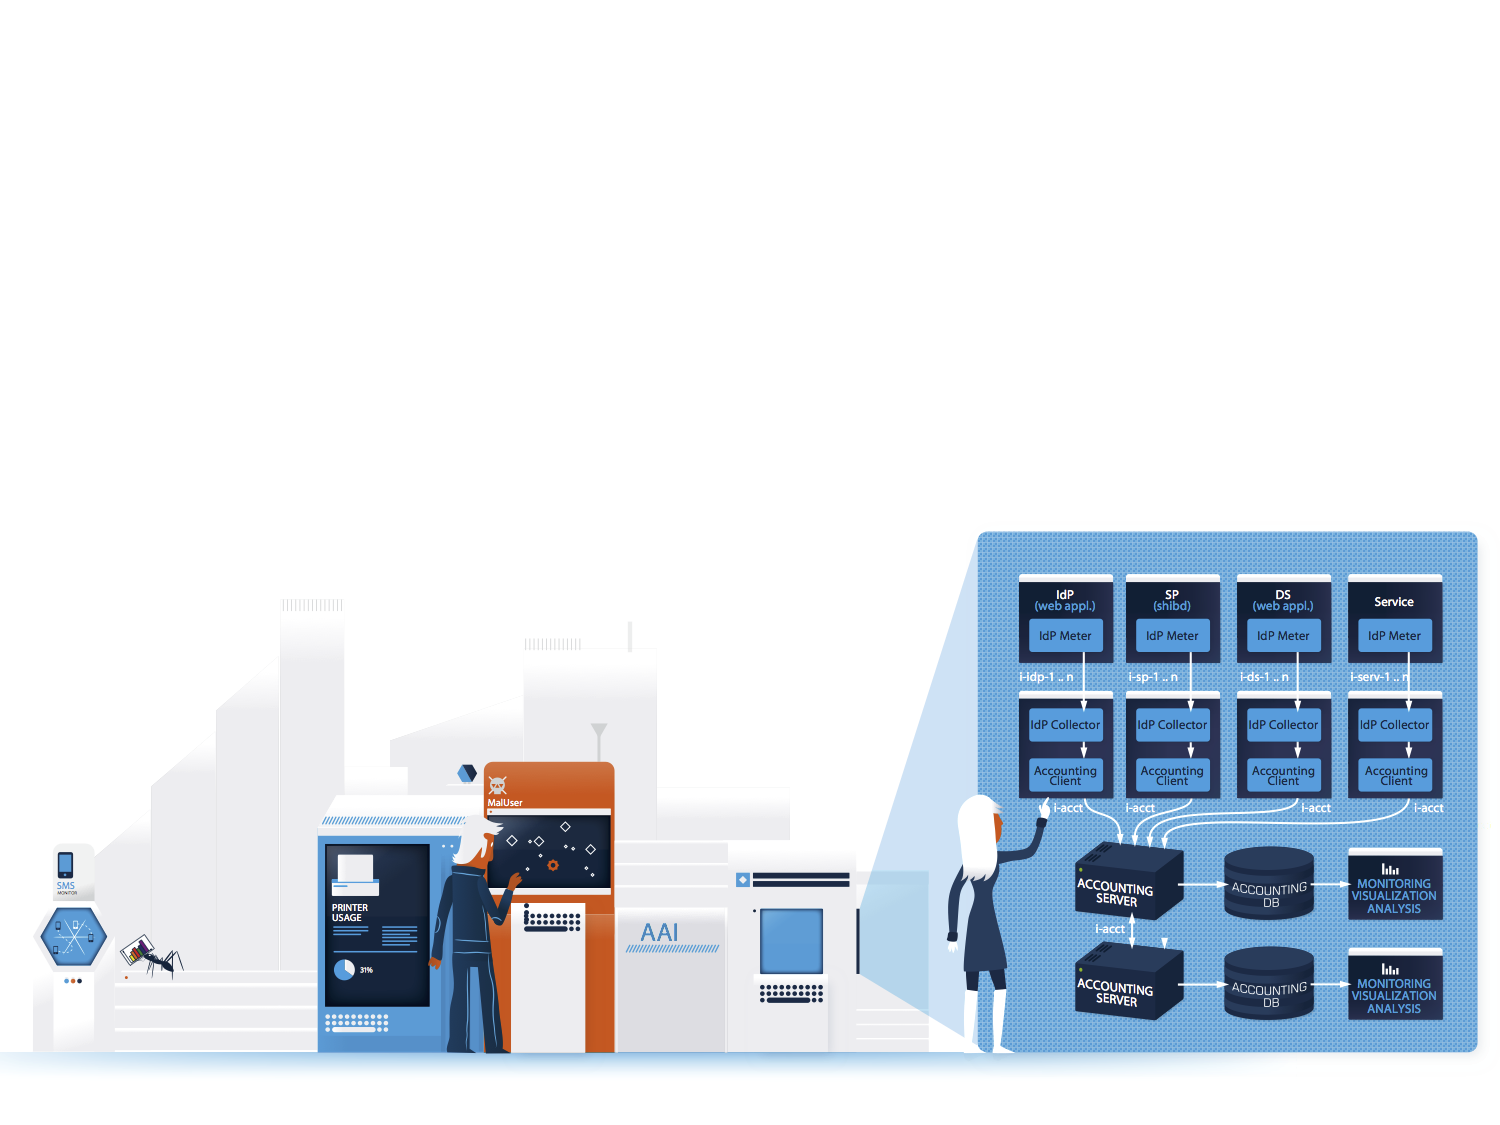 SMS
MONITOR
PRINTER
USAGE
31%
MalUser
AAI
IdP
(web appl.)
IdP Meter
SP
(shibd)
IdP Meter
DS
(web appl.)
IdP Meter
Service
IdP Meter
i-idp-1 .. n
i-sp-1 .. n
i-ds-1 .. n
i-serv-1 .. n
IdP Collector
IdP Collector
IdP Collector
IdP Collector
Accounting
Client
Accounting
Client
Accounting
Client
Accounting
Client
i-acct
i-acct
i-acct
i-acct
ACCOUNTING
SERVER
ACCOUNTING
DB
MONITORING
VISUALIZATION
ANALYSIS
i-acct
ACCOUNTING
SERVER
ACCOUNTING
DB
MONITORING
VISUALIZATION
ANALYSIS